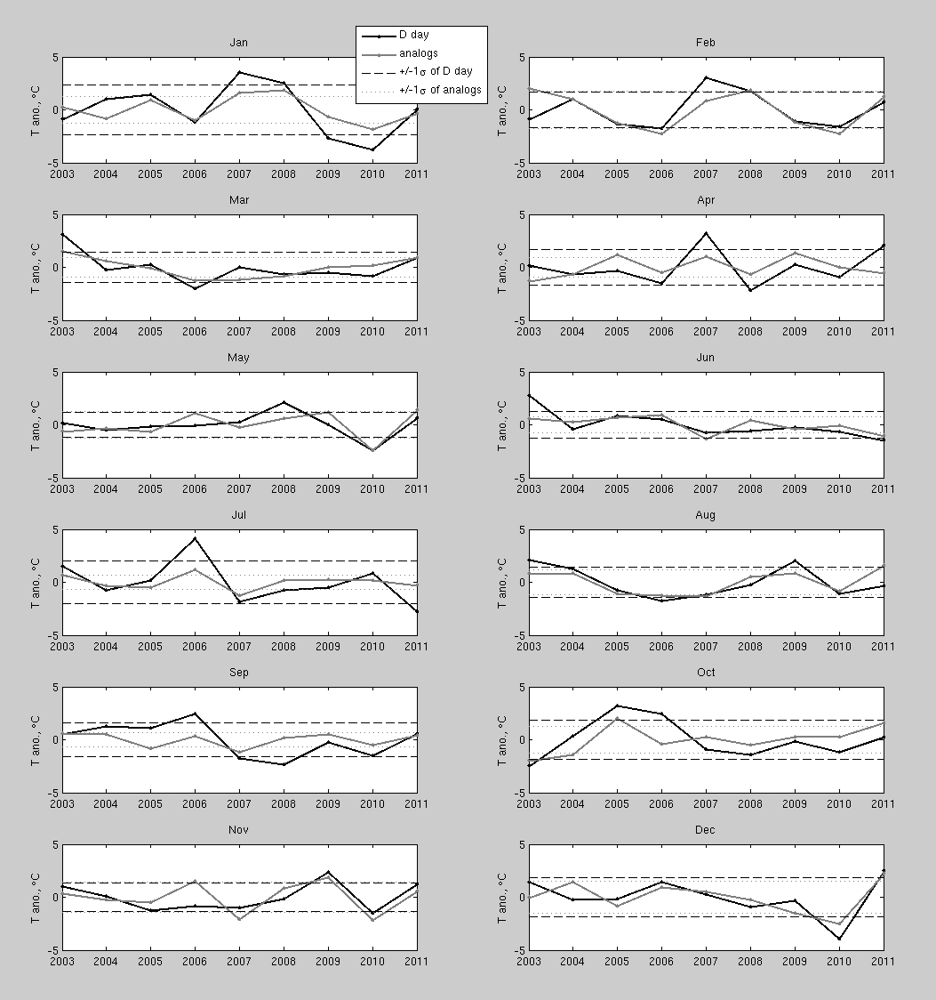 D day
analogs
+/-1σ of D day
+/-1σ of analogs
Jan
T ano., °C
5
0
-5
2003 2004 2005 2006 2007 2008 2009 2010 2011
Feb
T ano., °C
5
0
-5
2003 2004 2005 2006 2007 2008 2009 2010 2011
Mar
T ano., °C
5
0
-5
2003 2004 2005 2006 2007 2008 2009 2010 2011
Apr
T ano., °C
5
0
-5
2003 2004 2005 2006 2007 2008 2009 2010 2011
May
T ano., °C
5
0
-5
2003 2004 2005 2006 2007 2008 2009 2010 2011
Jun
T ano., °C
5
0
-5
2003 2004 2005 2006 2007 2008 2009 2010 2011
Jul
T ano., °C
5
0
-5
2003 2004 2005 2006 2007 2008 2009 2010 2011
Aug
T ano., °C
5
0
-5
2003 2004 2005 2006 2007 2008 2009 2010 2011
Sep
T ano., °C
5
0
-5
2003 2004 2005 2006 2007 2008 2009 2010 2011
Oct
T ano., °C
5
0
-5
2003 2004 2005 2006 2007 2008 2009 2010 2011
Nov
T ano., °C
5
0
-5
2003 2004 2005 2006 2007 2008 2009 2010 2011
Dec
T ano., °C
5
0
-5
2003 2004 2005 2006 2007 2008 2009 2010 2011